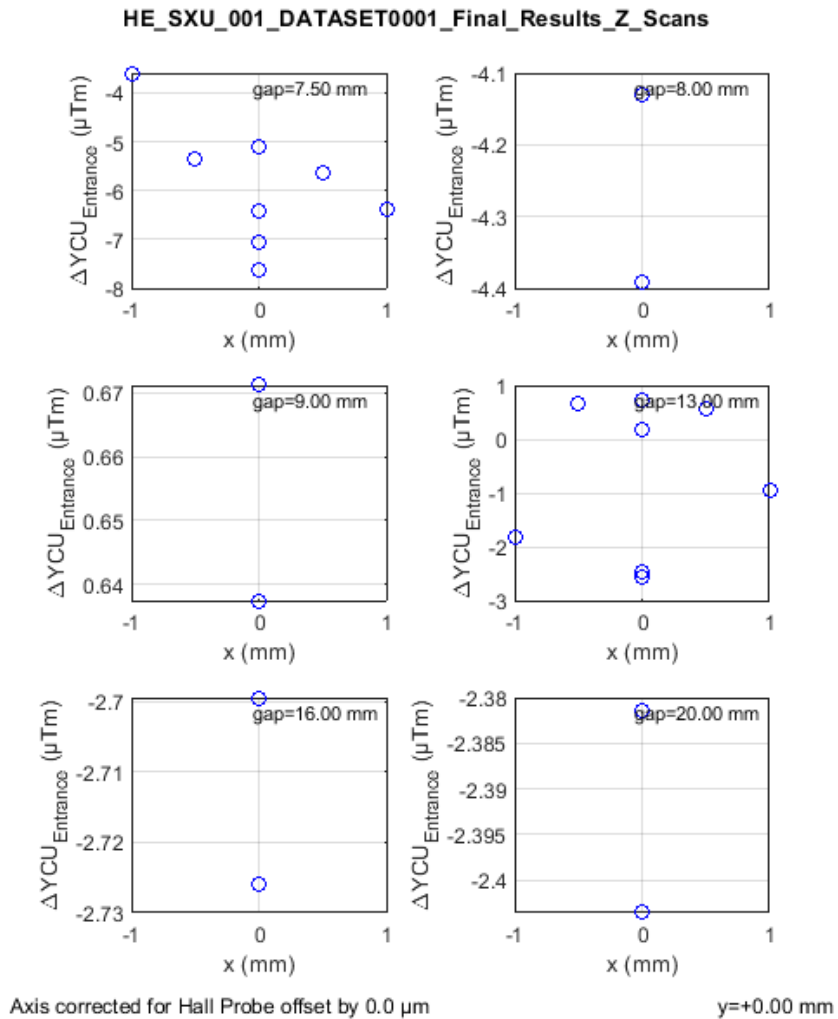 HE_SXU_001_DATASET0001_Final_Results_Z_Scans
gap=7.50 mm
ΔYCU_Entrance (µTm)
-4
-5
-6
-7
-8
-1 0 1
x (mm)
gap=8.00 mm
ΔYCU_Entrance (µTm)
-4.1
-4.2
-4.3
-4.4
-1 0 1
x (mm)
gap=9.00 mm
ΔYCU_Entrance (µTm)
0.67
0.66
0.65
0.64
-1 0 1
x (mm)
gap=13.00 mm
ΔYCU_Entrance (µTm)
1
0
-1
-2
-3
-1 0 1
x (mm)
gap=16.00 mm
ΔYCU_Entrance (µTm)
-2.7
-2.71
-2.72
-2.73
-1 0 1
x (mm)
gap=20.00 mm
ΔYCU_Entrance (µTm)
-2.38
-2.385
-2.39
-2.395
-2.4
-1 0 1
x (mm)
Axis corrected for Hall Probe offset by 0.0 µm
y=+0.00 mm